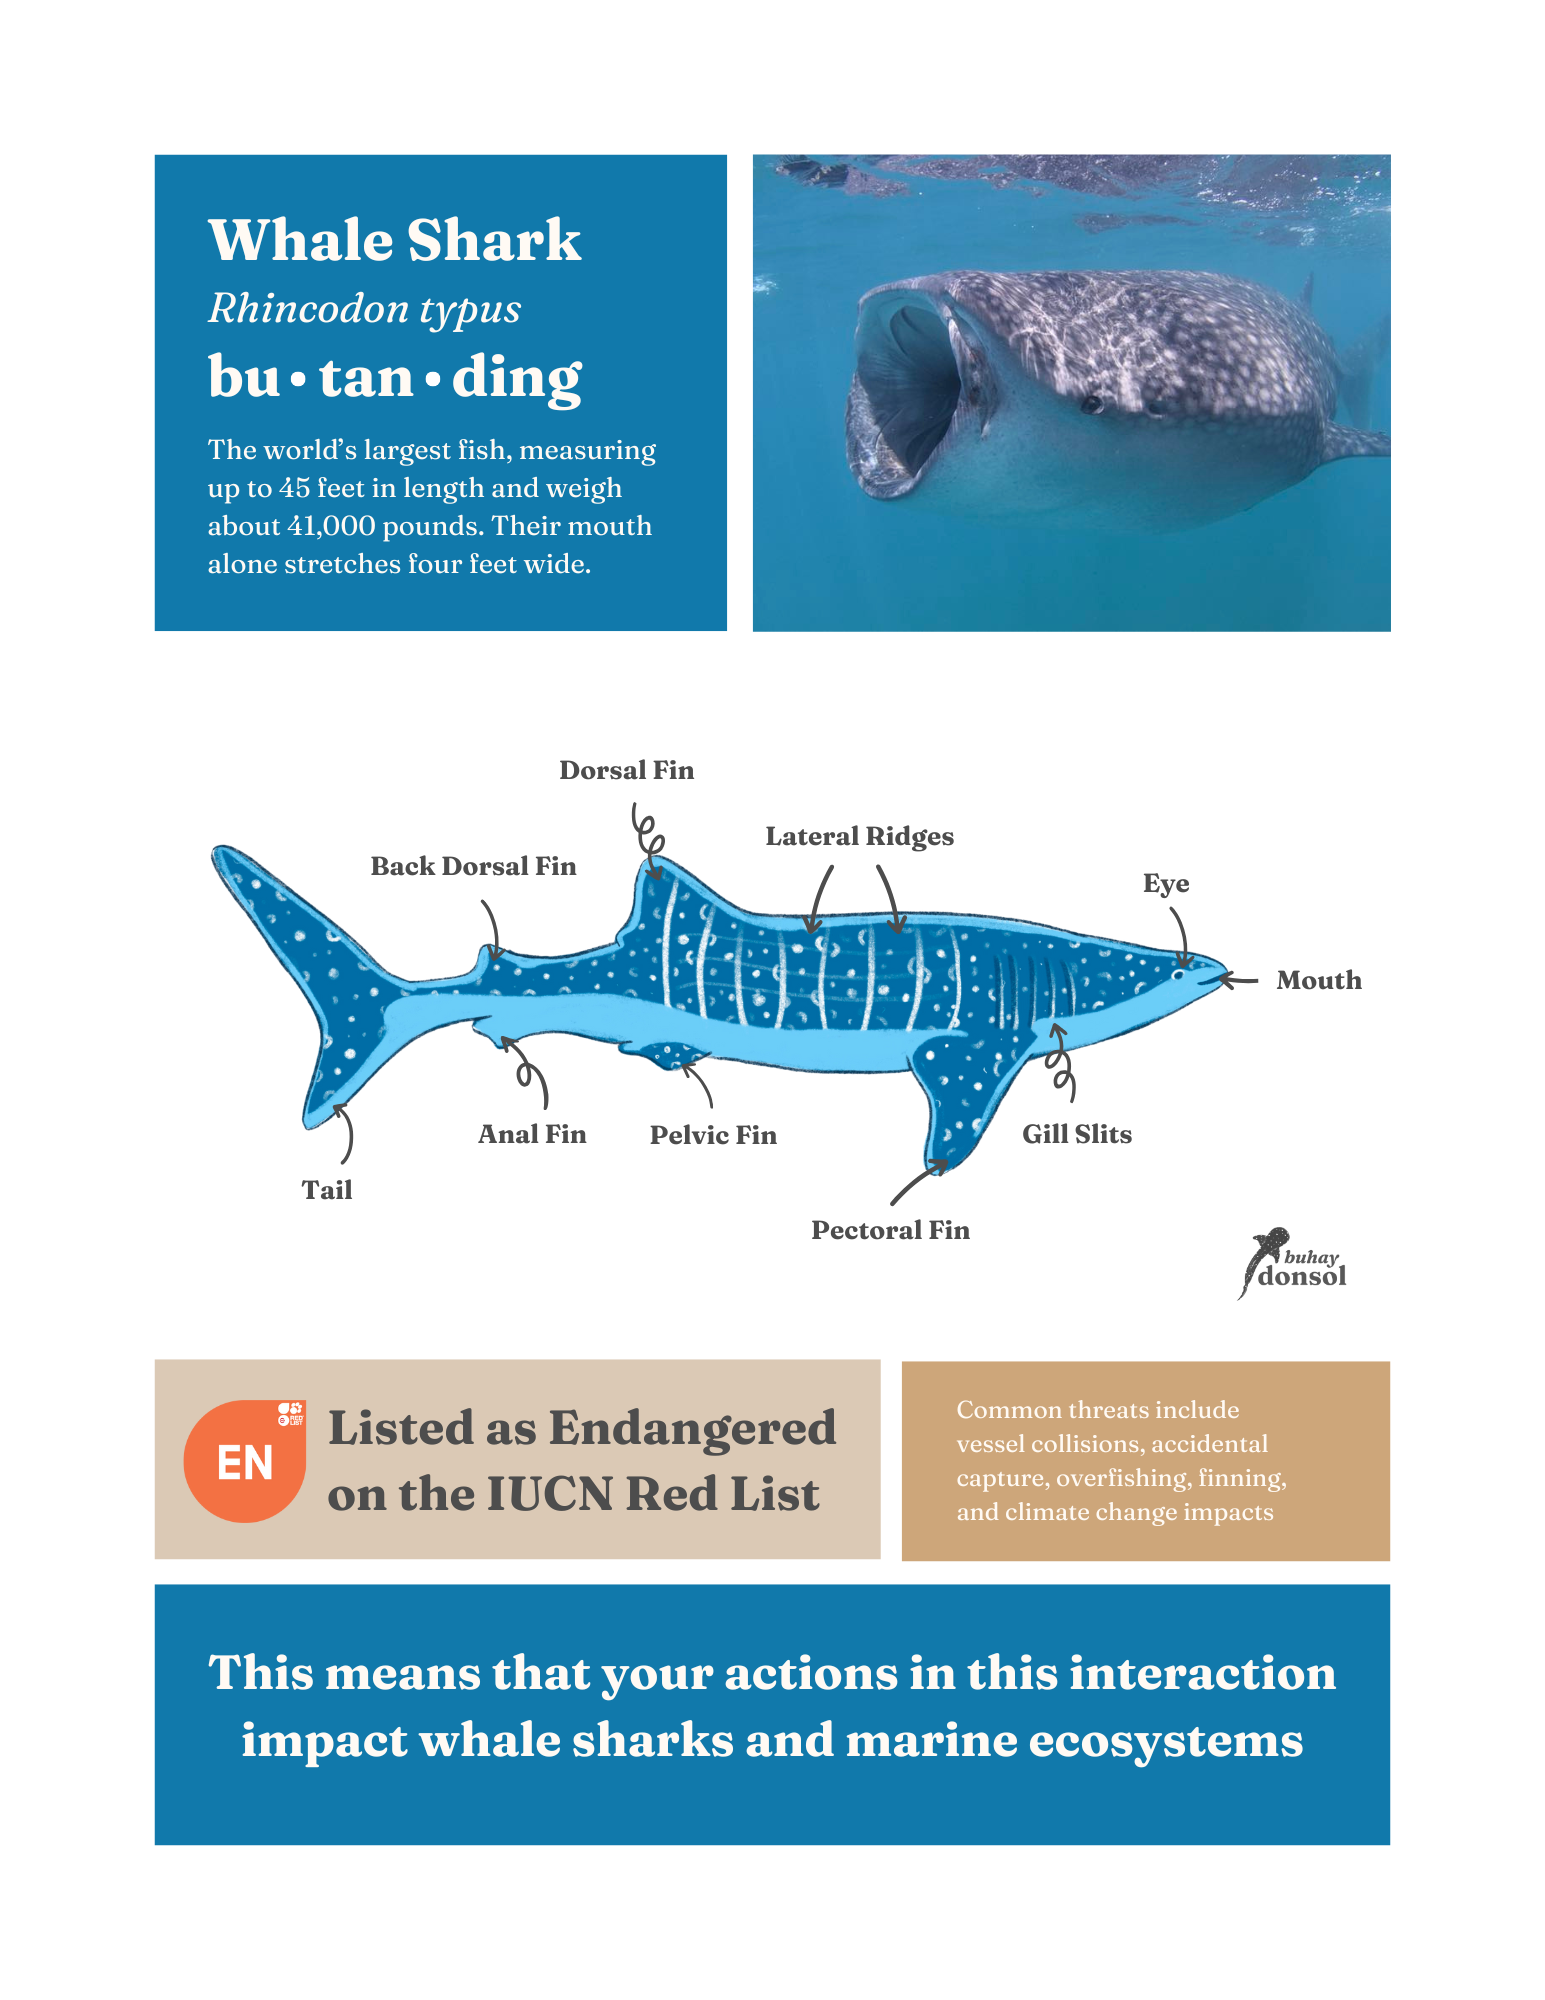 Whale Shark
Rhincodon typus
bu • tan • ding
The world’s largest fish, measuring
up to 45 feet in length and weigh
about 41,000 pounds. Their mouth
alone stretches four feet wide.
Dorsal Fin
Lateral Ridges
Back Dorsal Fin
Eye
Mouth
Anal Fin
Pelvic Fin
Gill Slits
Tail
Pectoral Fin
buhay
donsol
RED
LIST
EN
Listed as Endangered
on the IUCN Red List
Common threats include
vessel collisions, accidental
capture, overfishing, finning,
and climate change impacts
This means that your actions in this interaction
impact whale sharks and marine ecosystems